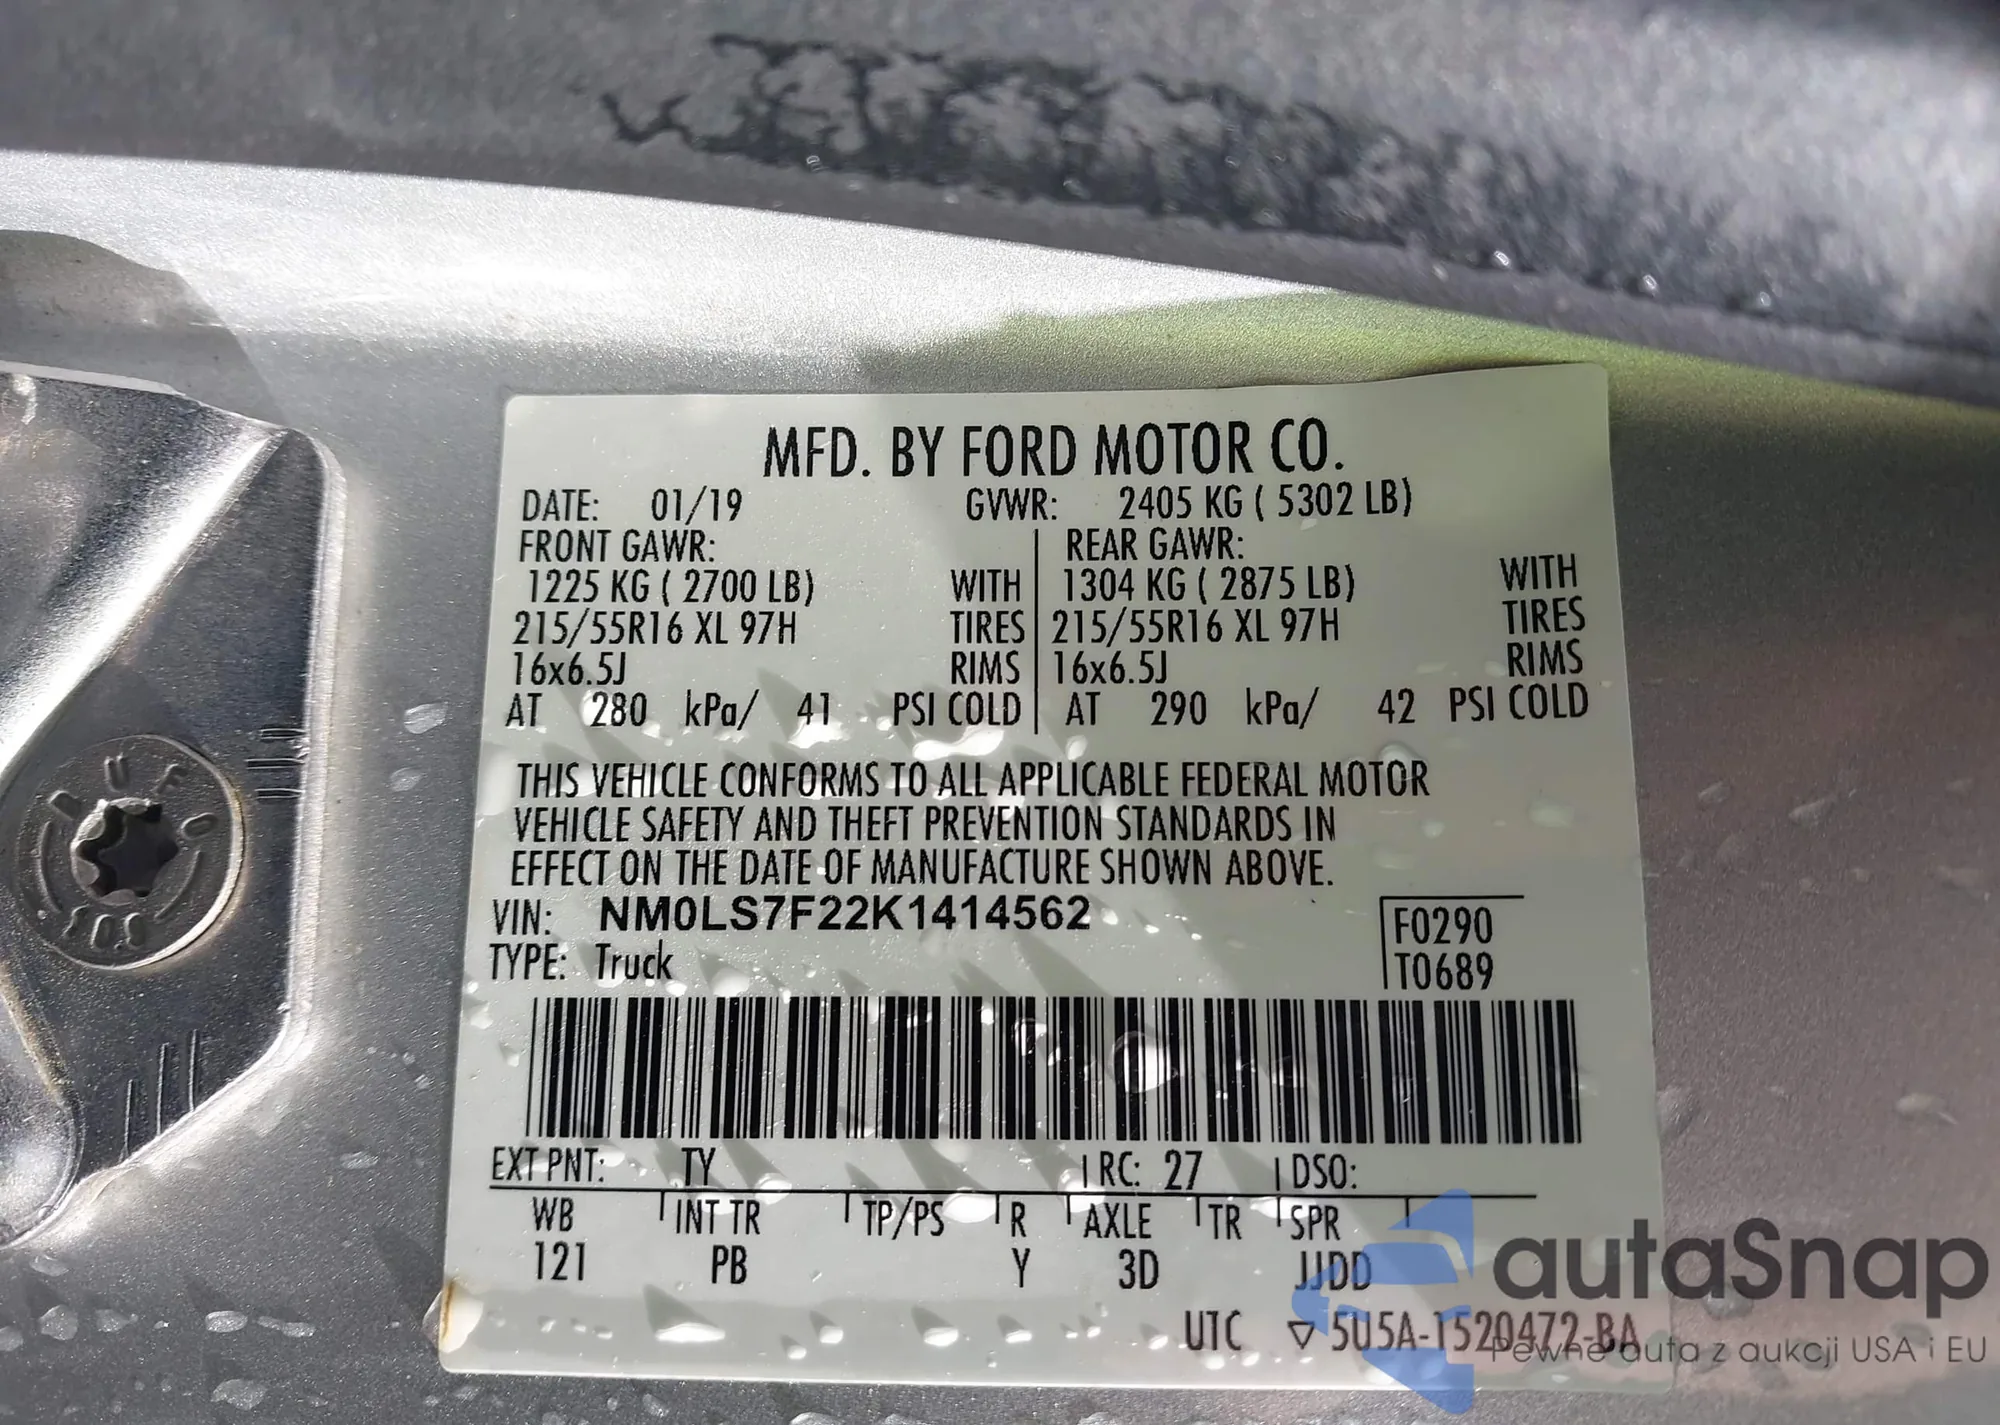 MFD. BY FORD MOTOR CO.
DATE: 01/19 GVWR: 2405 KG ( 5302 LB)
FRONT GAWR: REAR GAWR:
1225 KG ( 2700 LB) WITH 1304 KG ( 2875 LB) WITH
215/55R16 XL 97H TIRES 215/55R16 XL 97H TIRES
16x6.5J RIMS 16x6.5J RIMS
AT 280 kPa/ 41 PSI COLD AT 290 kPa/ 42 PSI COLD
THIS VEHICLE CONFORMS TO ALL APPLICABLE FEDERAL MOTOR
VEHICLE SAFETY AND THEFT PREVENTION STANDARDS IN
EFFECT ON THE DATE OF MANUFACTURE SHOWN ABOVE.
VIN: NM0LS7F22K1414562 F0290
TYPE: Truck T0689
EXT PNT: TY RC: 27 DSO:
WB INT TR TP/PS R AXLE TR SPR
121 PB Y 3D JJDD
UTC ▽ 5U5A-1520472-BA
autaSnap
Pewne auta z aukcji USA i EU